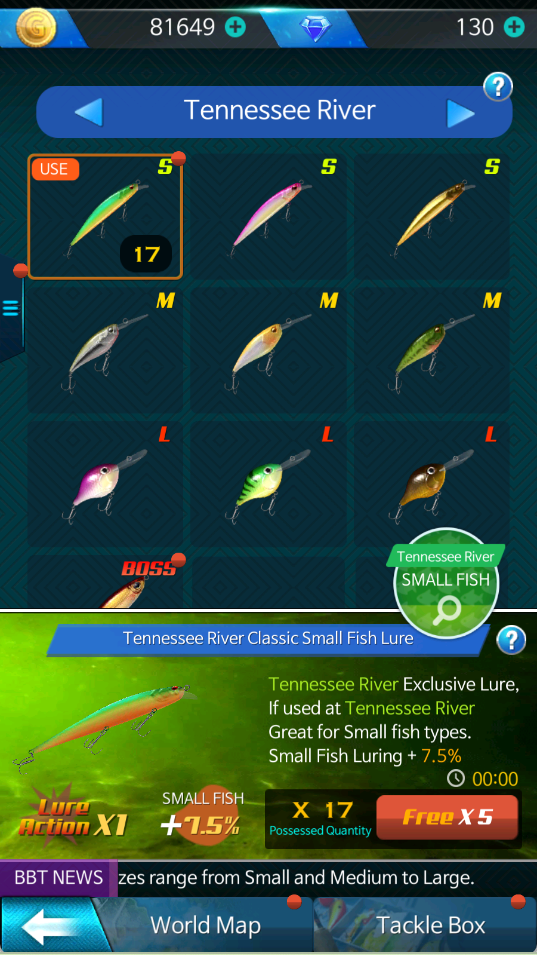 G
81649
130
?
Tennessee River
USE
S
S
S
17
M
M
M
L
L
L
BOSS
Tennessee River
SMALL FISH
Tennessee River Classic Small Fish Lure
?
Tennessee River Exclusive Lure,
If used at Tennessee River
Great for Small fish types.
Small Fish Luring + 7.5%
00:00
Lure
Action X1
SMALL FISH
+7.5%
X 17
Possessed Quantity
Free X 5
BBT NEWS
zes range from Small and Medium to Large.
World Map
Tackle Box